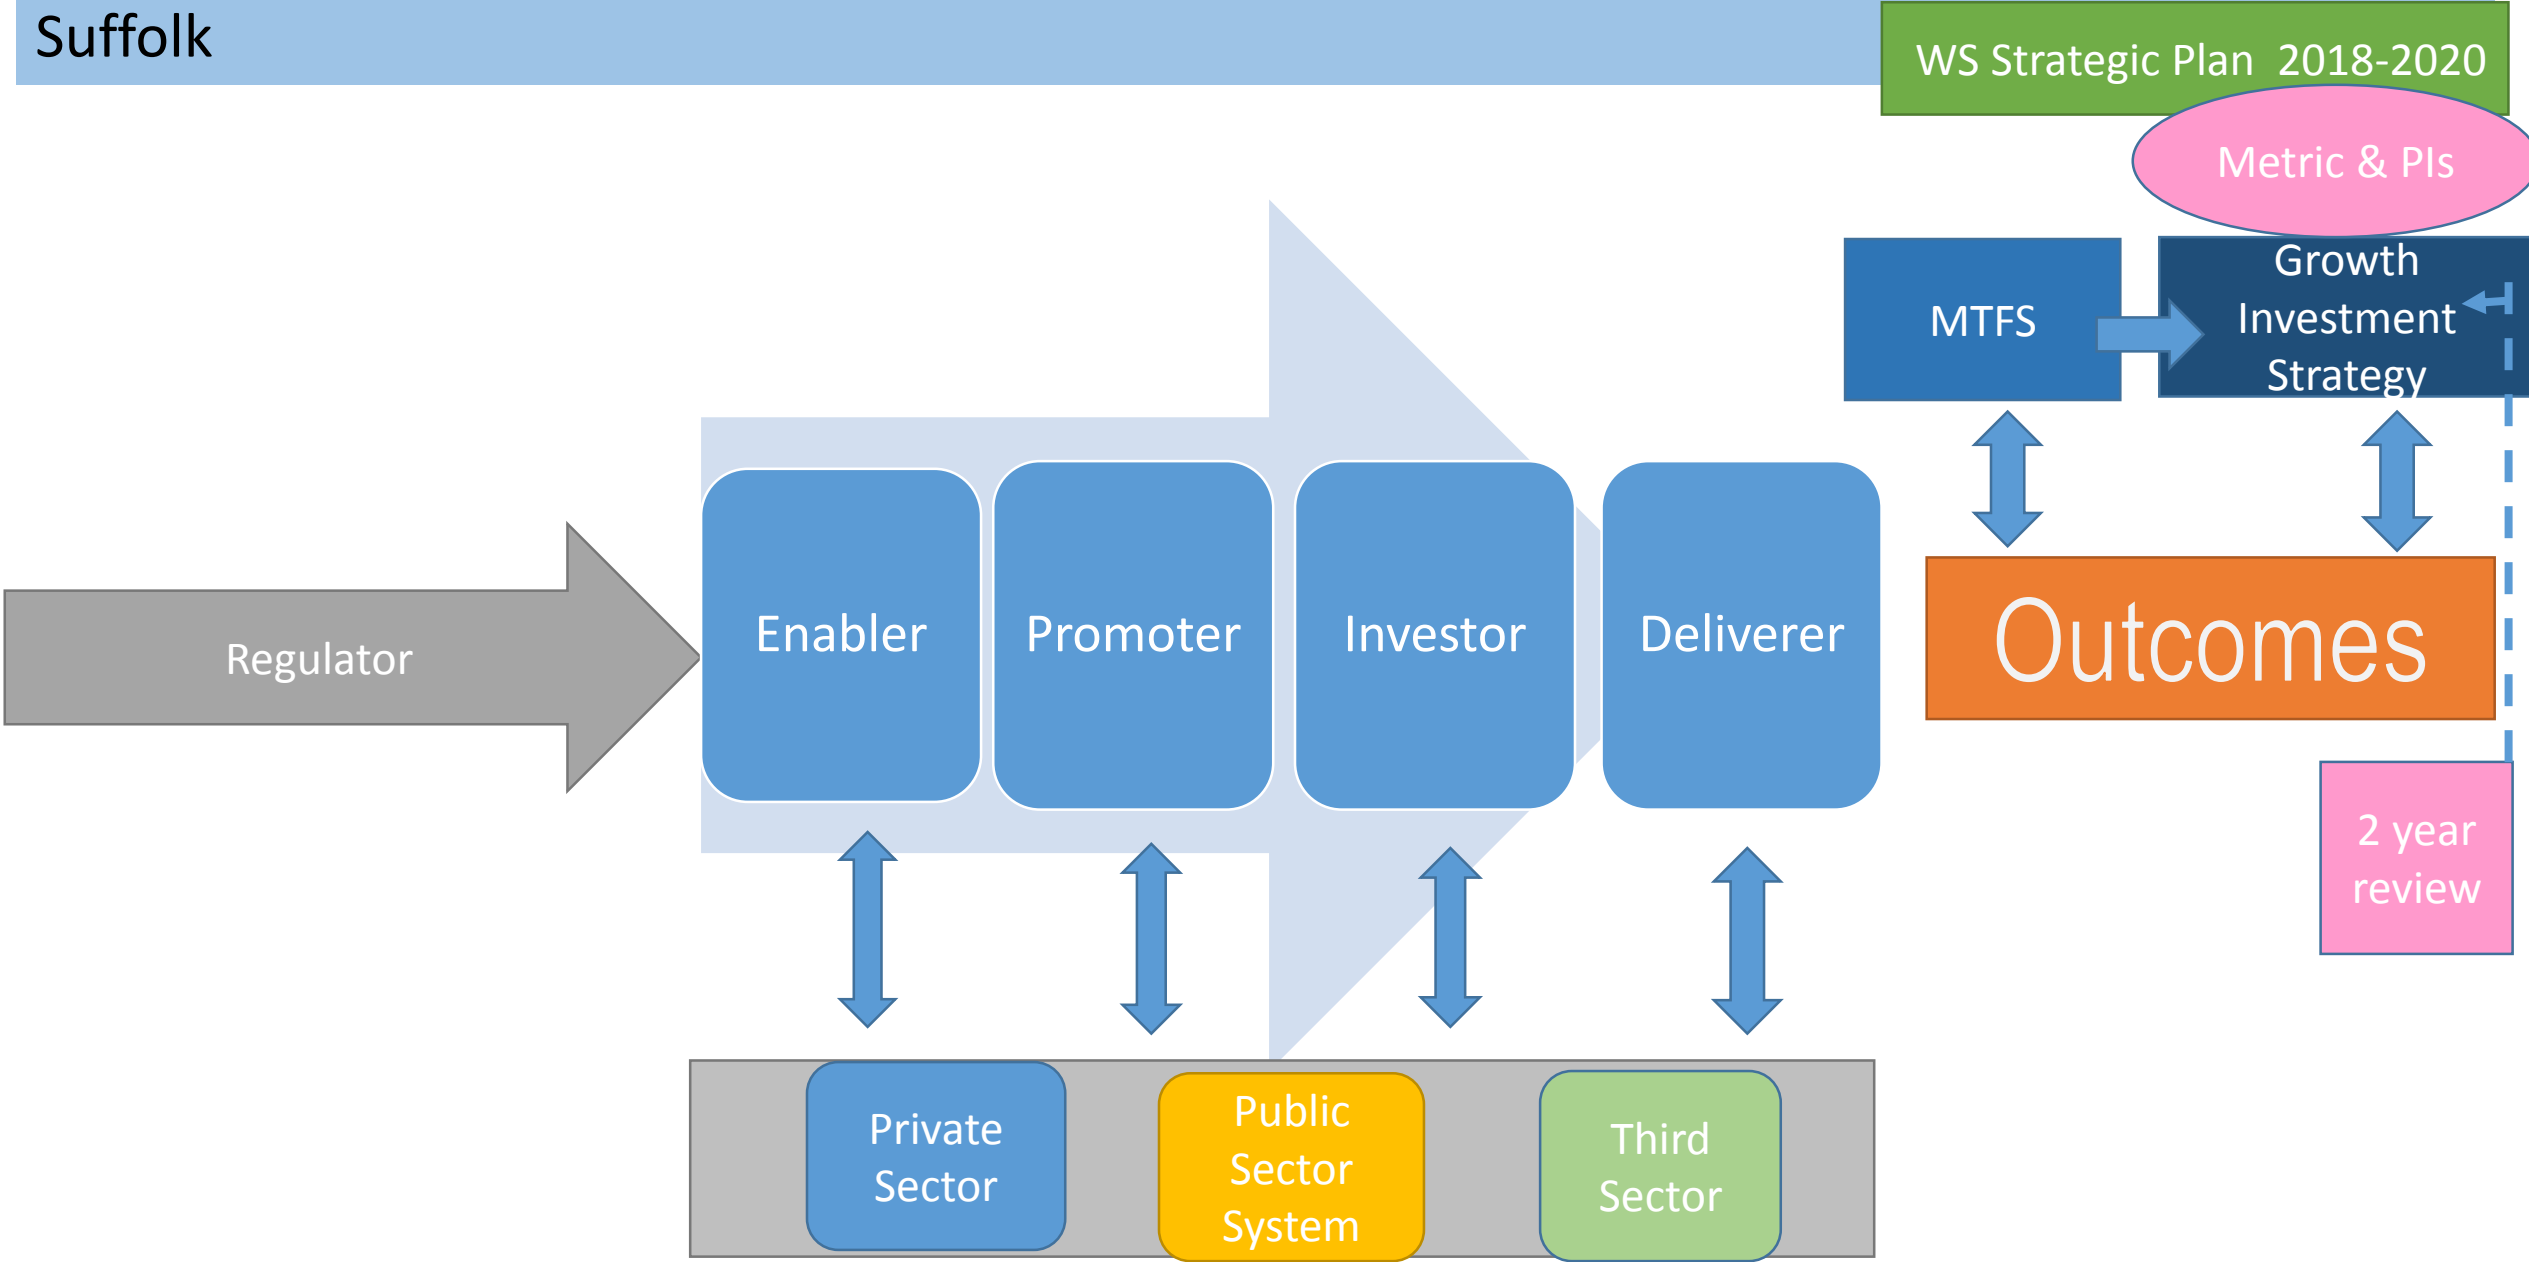 Suffolk
WS Strategic Plan 2018-2020
Metric & PIs
MTFS
Growth
Investment
Strategy
Regulator
Enabler
Promoter
Investor
Deliverer
Outcomes
2 year
review
Private
Sector
Public
Sector
System
Third
Sector